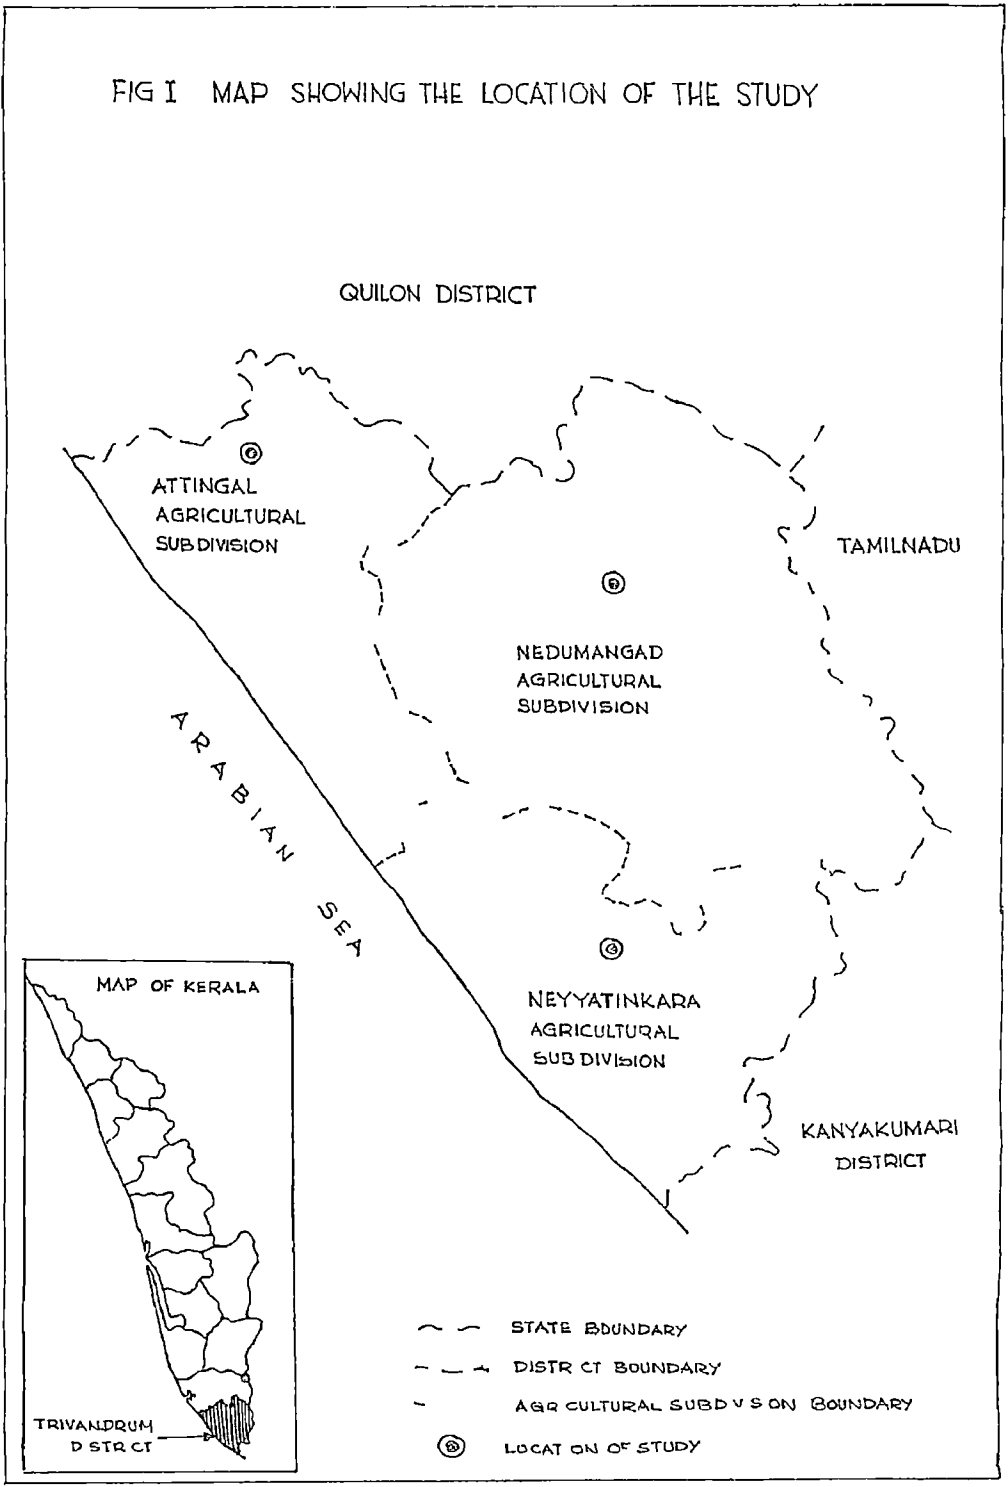 FIG I MAP SHOWING THE LOCATION OF THE STUDY
QUILON DISTRICT
ATTINGAL
AGRICULTURAL
SUBDIVISION
TAMILNADU
NEDUMANGAD
AGRICULTURAL
SUBDIVISION
ARABIAN SEA
NEYYATINKARA
AGRICULTURAL
SUB DIVISION
KANYAKUMARI
DISTRICT
MAP OF KERALA
TRIVANDRUM
D STR CT
STATE BOUNDARY
DISTR CT BOUNDARY
AGR CULTURAL SUBD V S ON BOUNDARY
LOCAT ON OF STUDY